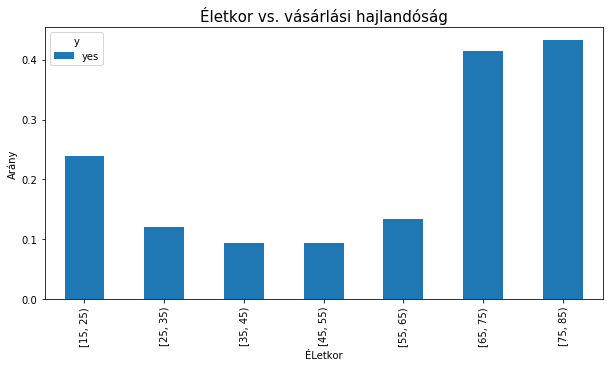 Életkor vs. vásárlási hajlandóság
y
yes
Arány
0.4
0.3
0.2
0.1
0.0
[15, 25)
[25, 35)
[35, 45)
[45, 55)
[55, 65)
[65, 75)
[75, 85)
ÉLetkor